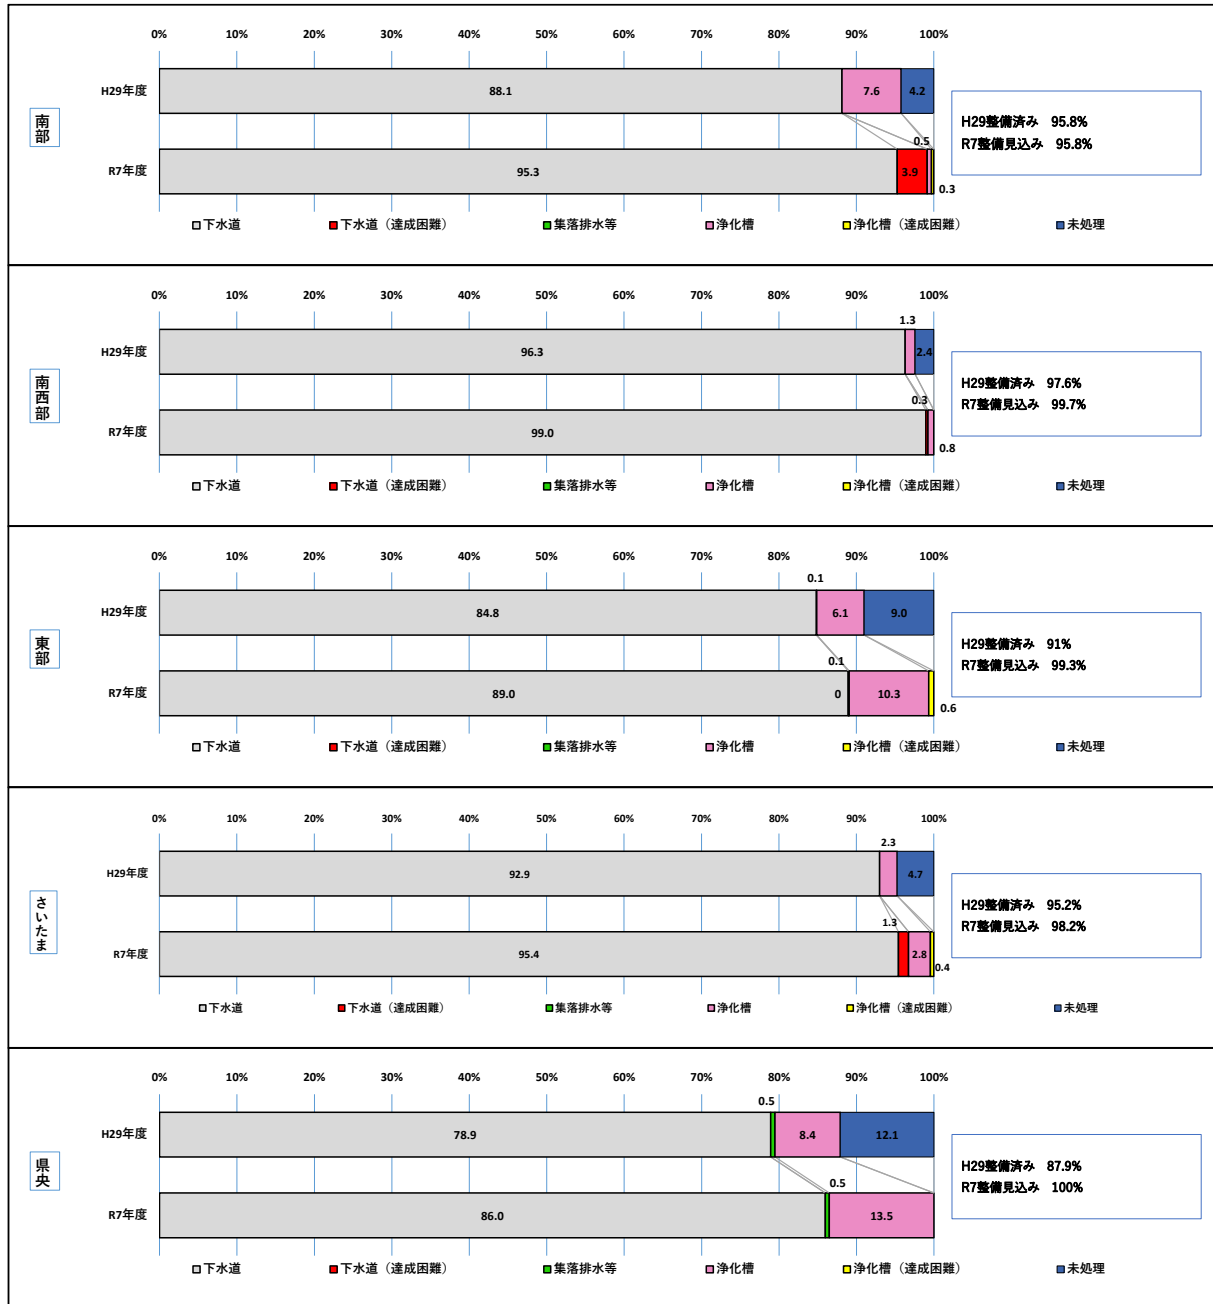 0% 10% 20% 30% 40% 50% 60% 70% 80% 90% 100%
H29年度 88.1 7.6 4.2
南部
H29整備済み 95.8%
R7整備見込み 95.8%
0.5
R7年度 95.3 3.9 0.3
下水道 下水道（達成困難） 集落排水等 浄化槽 浄化槽（達成困難） 未処理
0% 10% 20% 30% 40% 50% 60% 70% 80% 90% 100%
1.3
H29年度 96.3 2.4
南西部
H29整備済み 97.6%
R7整備見込み 99.7%
0.3
R7年度 99.0 0.8
下水道 下水道（達成困難） 集落排水等 浄化槽 浄化槽（達成困難） 未処理
0% 10% 20% 30% 40% 50% 60% 70% 80% 90% 100%
0.1
H29年度 84.8 6.1 9.0
東部
H29整備済み 91%
R7整備見込み 99.3%
0.1
R7年度 89.0 0 10.3 0.6
下水道 下水道（達成困難） 集落排水等 浄化槽 浄化槽（達成困難） 未処理
0% 10% 20% 30% 40% 50% 60% 70% 80% 90% 100%
2.3
H29年度 92.9 4.7
さいたま
H29整備済み 95.2%
R7整備見込み 98.2%
1.3
R7年度 95.4 2.8 0.4
下水道 下水道（達成困難） 集落排水等 浄化槽 浄化槽（達成困難） 未処理
0% 10% 20% 30% 40% 50% 60% 70% 80% 90% 100%
0.5
H29年度 78.9 8.4 12.1
県央
H29整備済み 87.9%
R7整備見込み 100%
0.5
R7年度 86.0 13.5
下水道 下水道（達成困難） 集落排水等 浄化槽 浄化槽（達成困難） 未処理